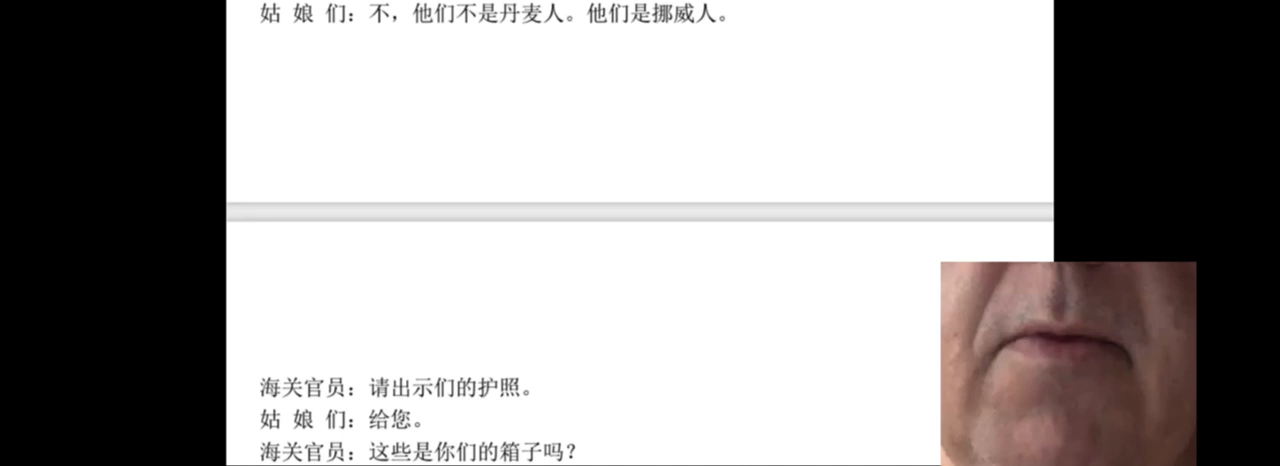 姑 娘 们：不，他们不是丹麦人。他们是挪威人。
海关官员：请出示们的护照。
姑 娘 们：给您。
海关官员：这些是你们的箱子吗？